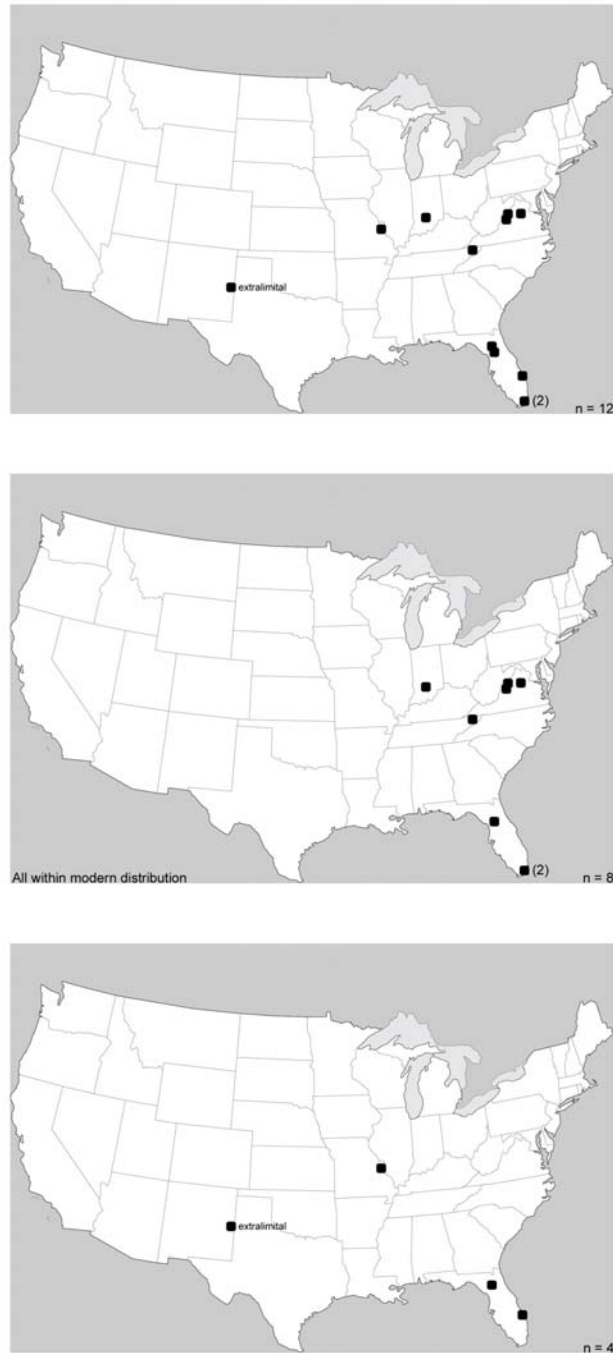 extralimital
(2)
n = 12
(2)
All within modern distribution
n = 8
extralimital
n = 4